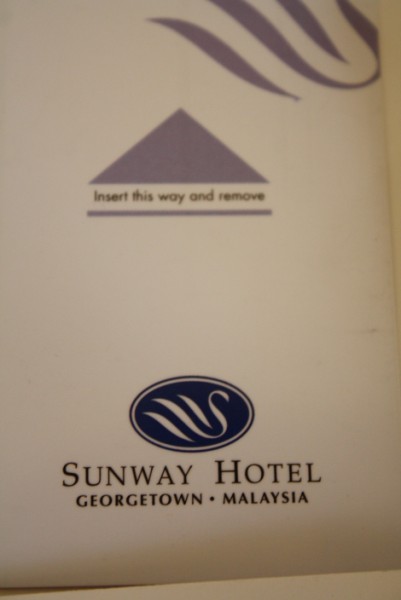 Insert this way and remove
SUNWAY HOTEL
GEORGETOWN • MALAYSIA